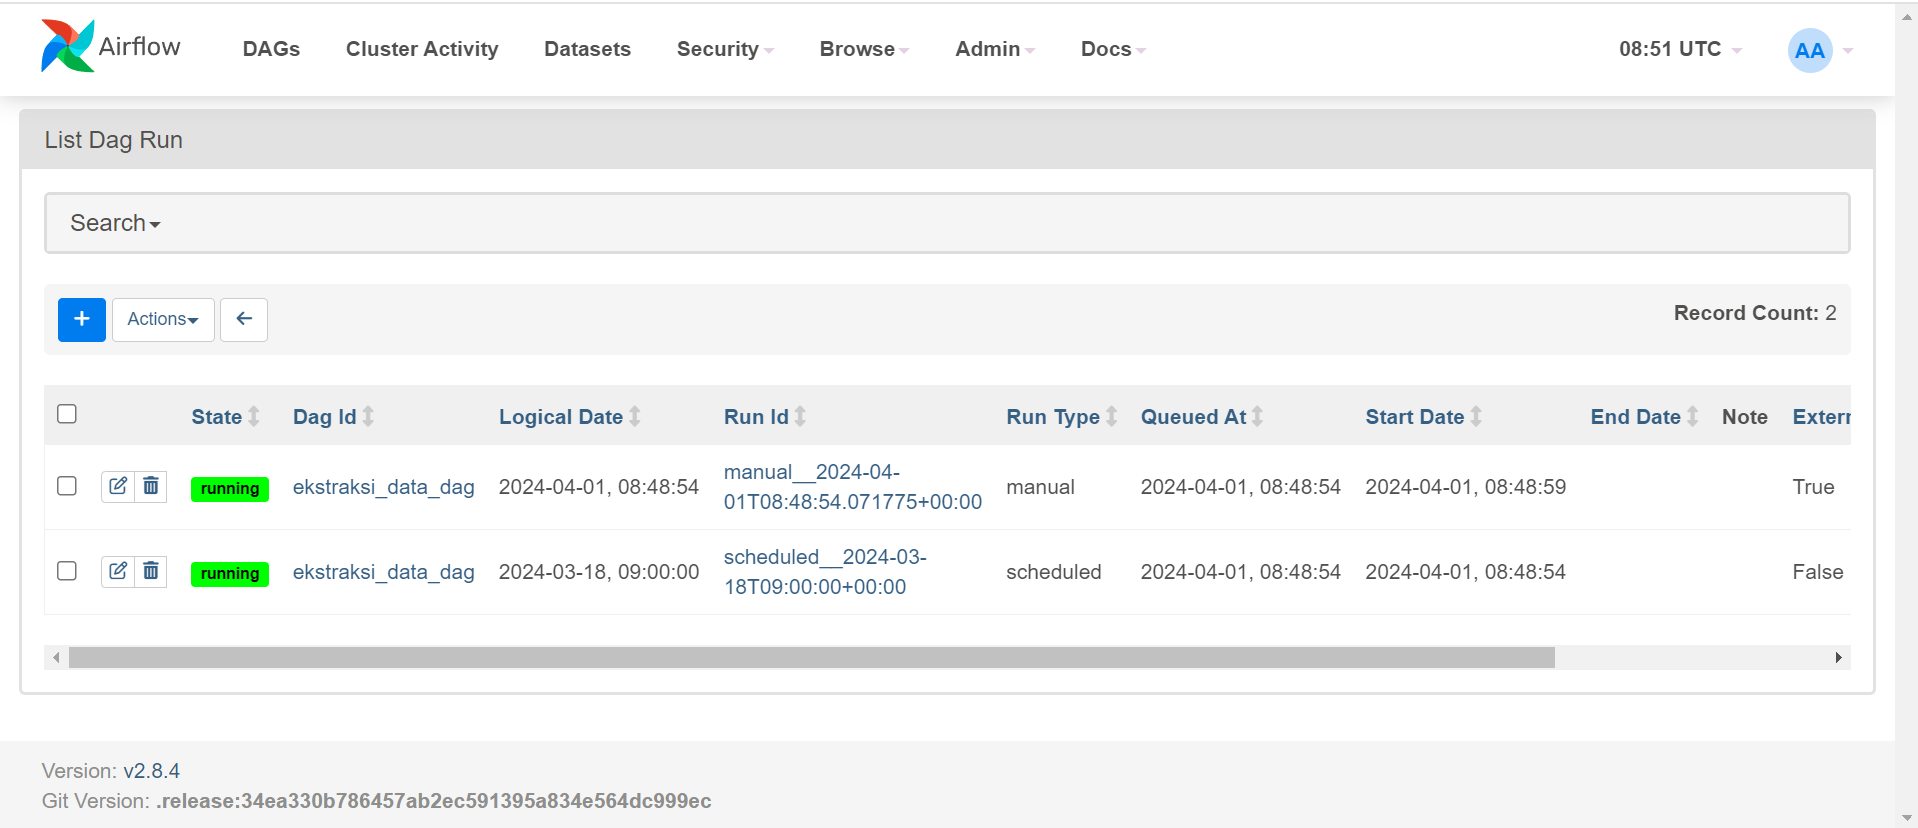 Airflow DAGs Cluster Activity Datasets Security Browse Admin Docs 08:51 UTC AA
List Dag Run
Search
+ Actions Record Count: 2
State Dag Id Logical Date Run Id Run Type Queued At Start Date End Date Note Extern
running ekstraksi_data_dag 2024-04-01, 08:48:54 manual__2024-04-01T08:48:54.071775+00:00 manual 2024-04-01, 08:48:54 2024-04-01, 08:48:59 True
running ekstraksi_data_dag 2024-03-18, 09:00:00 scheduled__2024-03-18T09:00:00+00:00 scheduled 2024-04-01, 08:48:54 2024-04-01, 08:48:54 False
Version: v2.8.4
Git Version: .release:34ea330b786457ab2ec591395a834e564dc999ec